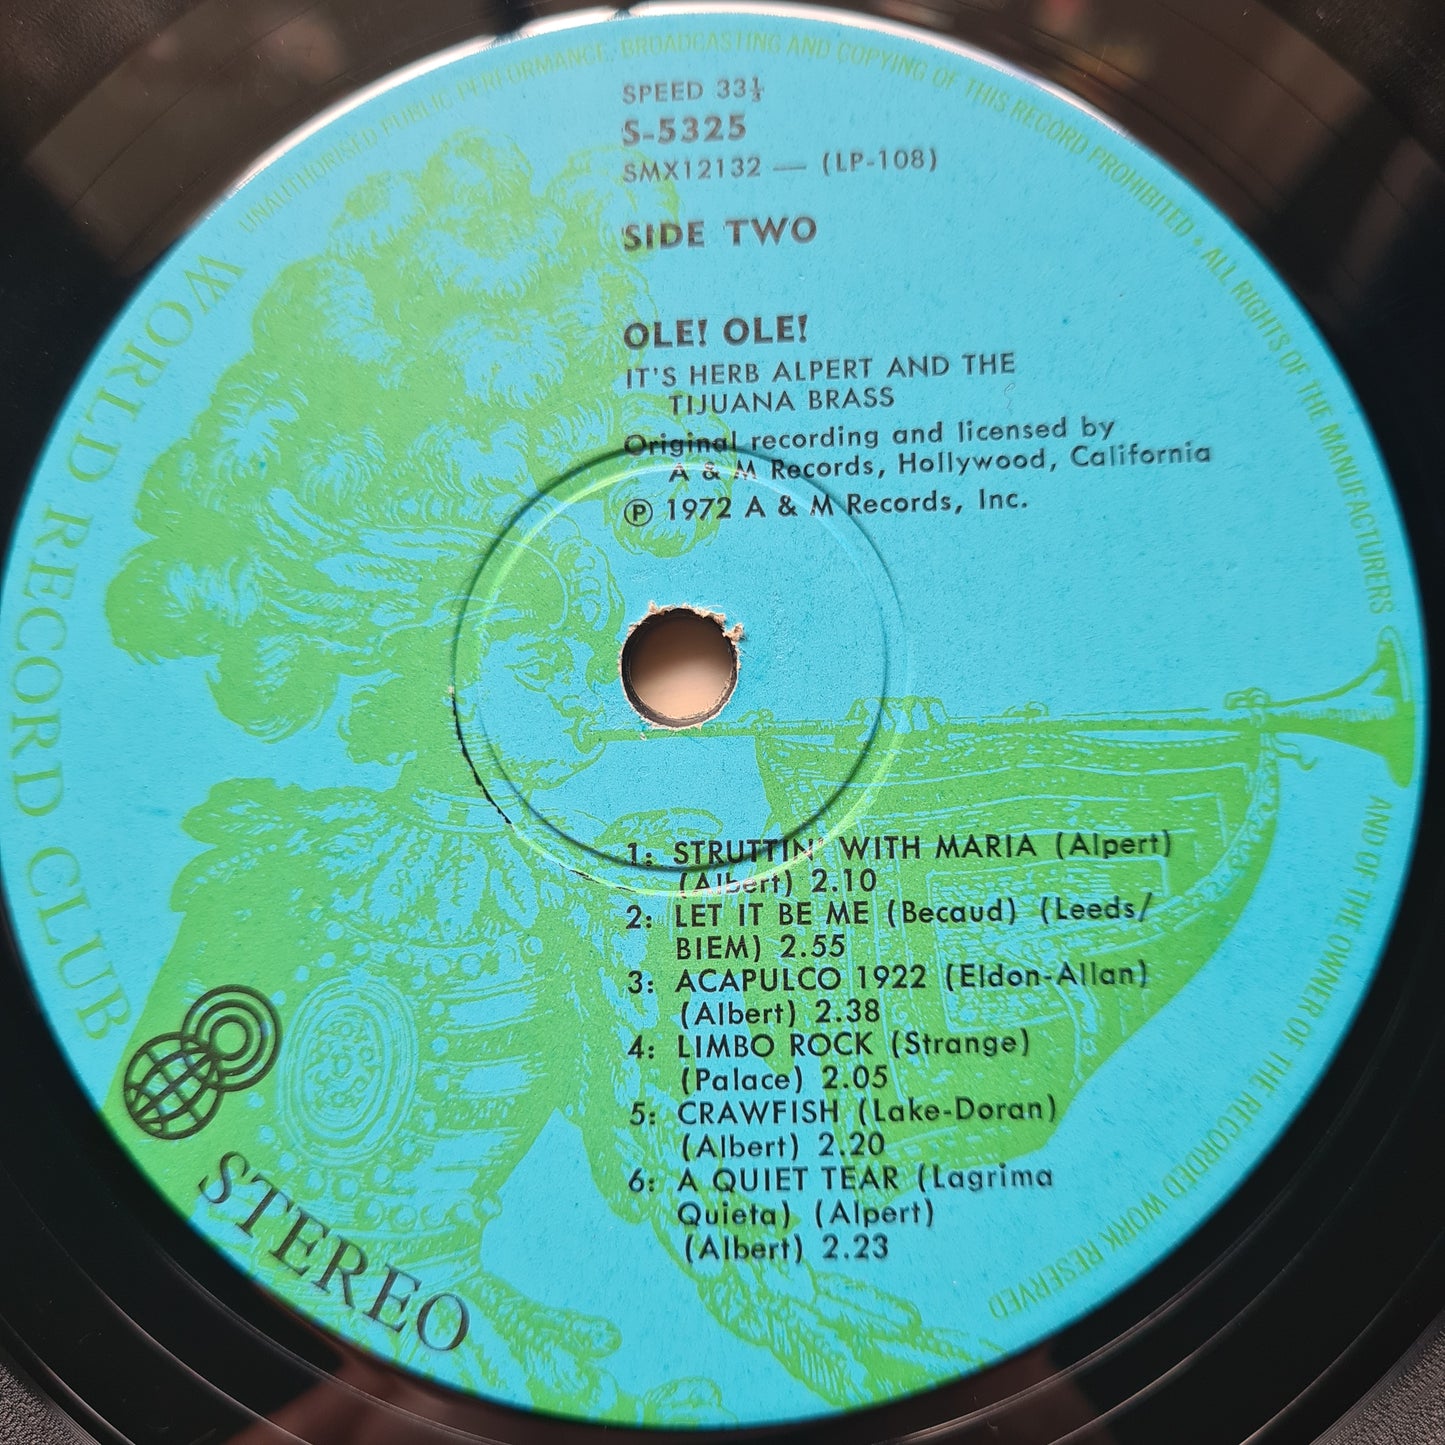 SPEED 33⅓
S-5325
SMX12132 — (LP-108)
SIDE TWO
OLE! OLE!
IT'S HERB ALPERT AND THE
TIJUANA BRASS
Original recording and licensed by
A & M Records, Hollywood, California
℗ 1972 A & M Records, Inc.
1: STRUTTIN' WITH MARIA (Alpert)
(Albert) 2.10
2: LET IT BE ME (Becaud) (Leeds/
BIEM) 2.55
3: ACAPULCO 1922 (Eldon-Allan)
(Albert) 2.38
4: LIMBO ROCK (Strange)
(Palace) 2.05
5: CRAWFISH (Lake-Doran)
(Albert) 2.20
6: A QUIET TEAR (Lagrima
Quieta) (Alpert)
(Albert) 2.23
STEREO
WORLD RECORD CLUB
UNAUTHORISED PUBLIC PERFORMANCE, BROADCASTING AND COPYING OF THIS RECORD PROHIBITED • ALL RIGHTS OF THE MANUFACTURERS AND OF THE OWNER OF THE RECORDED WORK RESERVED